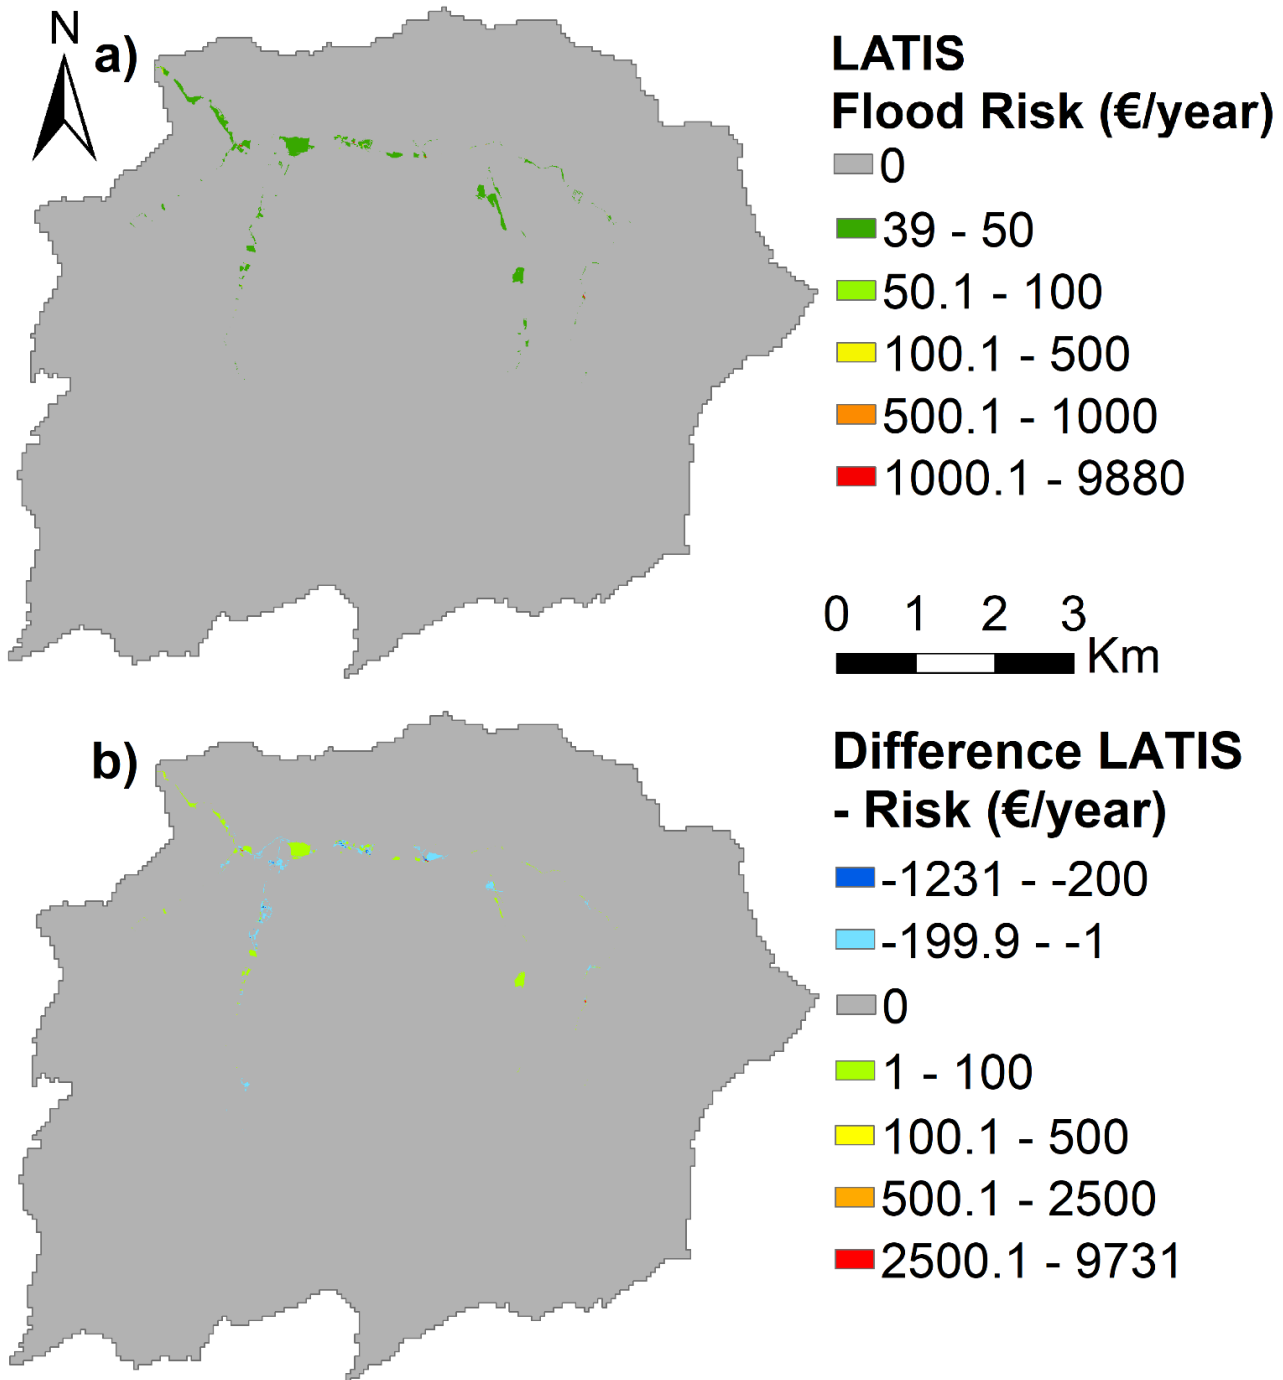 N
a)
LATIS
Flood Risk (€/year)
0
39 - 50
50.1 - 100
100.1 - 500
500.1 - 1000
1000.1 - 9880
0 1 2 3
Km
b)
Difference LATIS
- Risk (€/year)
-1231 - -200
-199.9 - -1
0
1 - 100
100.1 - 500
500.1 - 2500
2500.1 - 9731